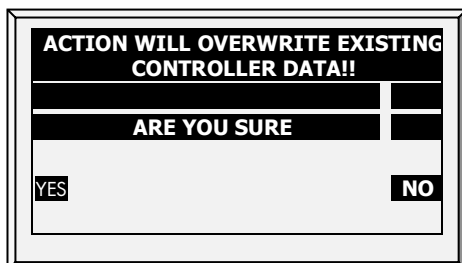 ACTION WILL OVERWRITE EXISTING
CONTROLLER DATA!!
ARE YOU SURE
YES NO